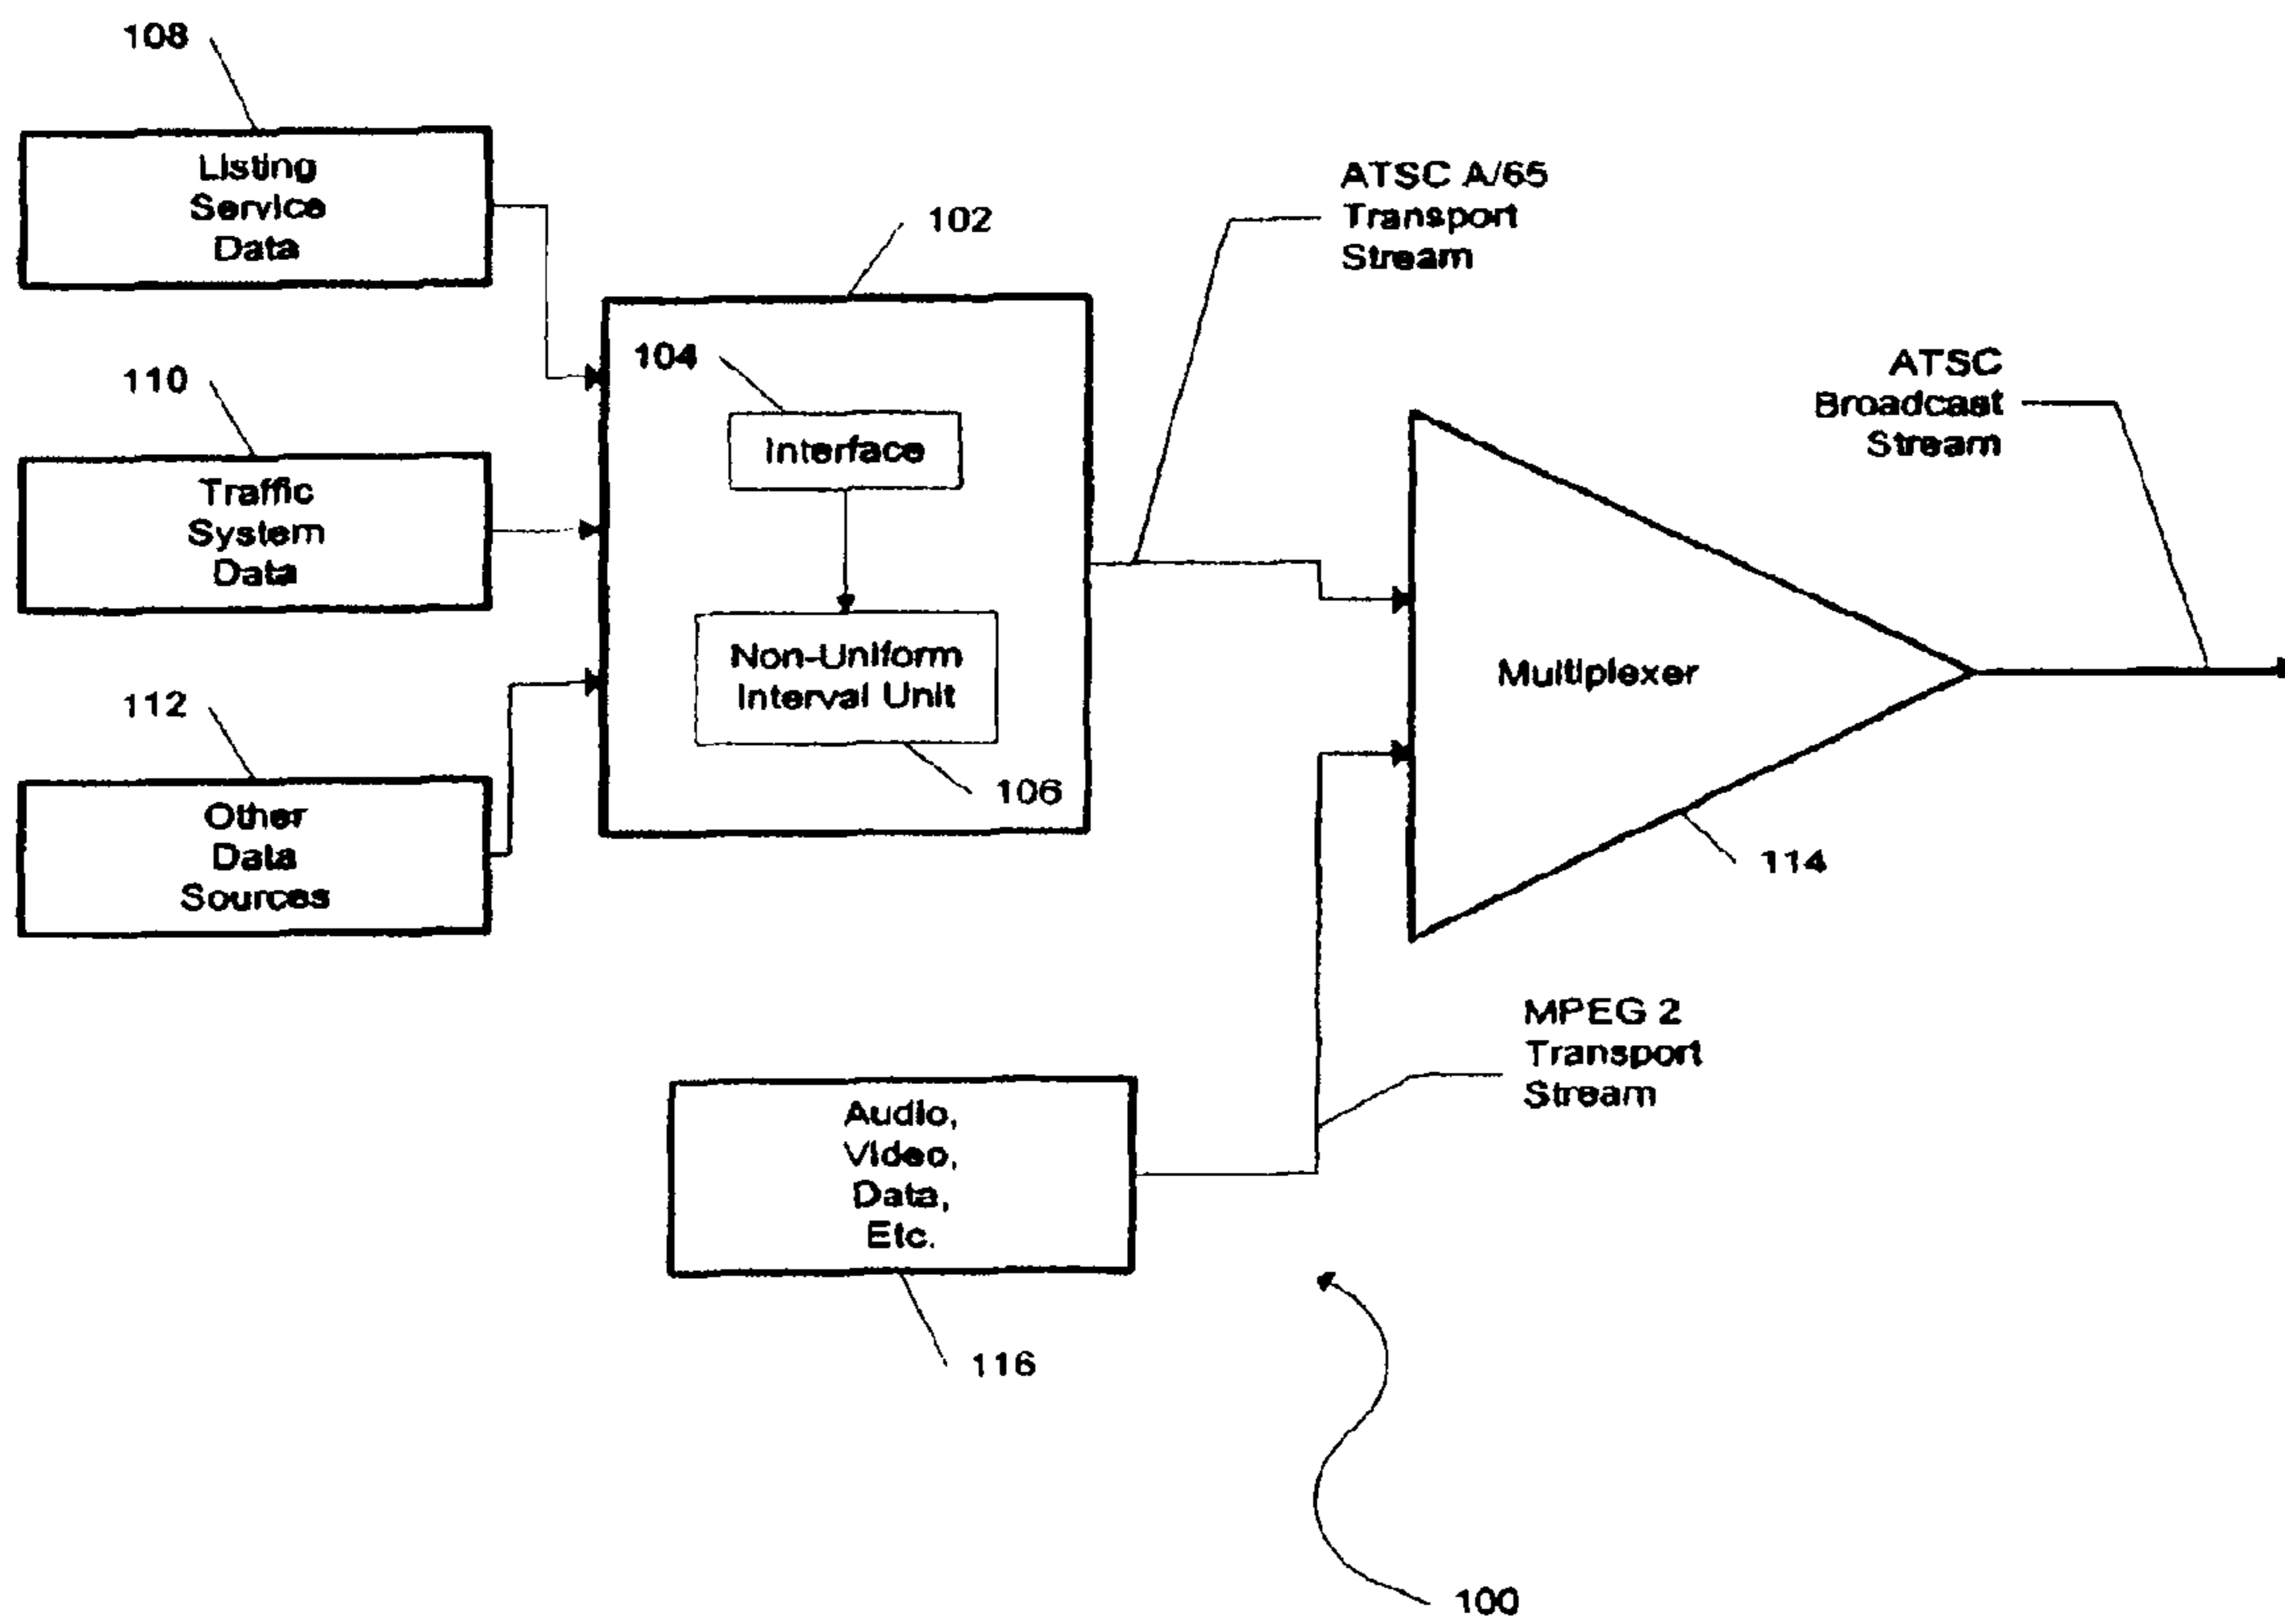 108
Listing
Service
Data
102
ATSC A/65
Transport
Stream
104
Interface
110
Traffic
System
Data
ATSC
Broadcast
Stream
Non-Uniform
Interval Unit
Multiplexer
112
106
Other
Data
Sources
114
MPEG 2
Transport
Stream
Audio,
Video,
Data,
Etc.
116
100